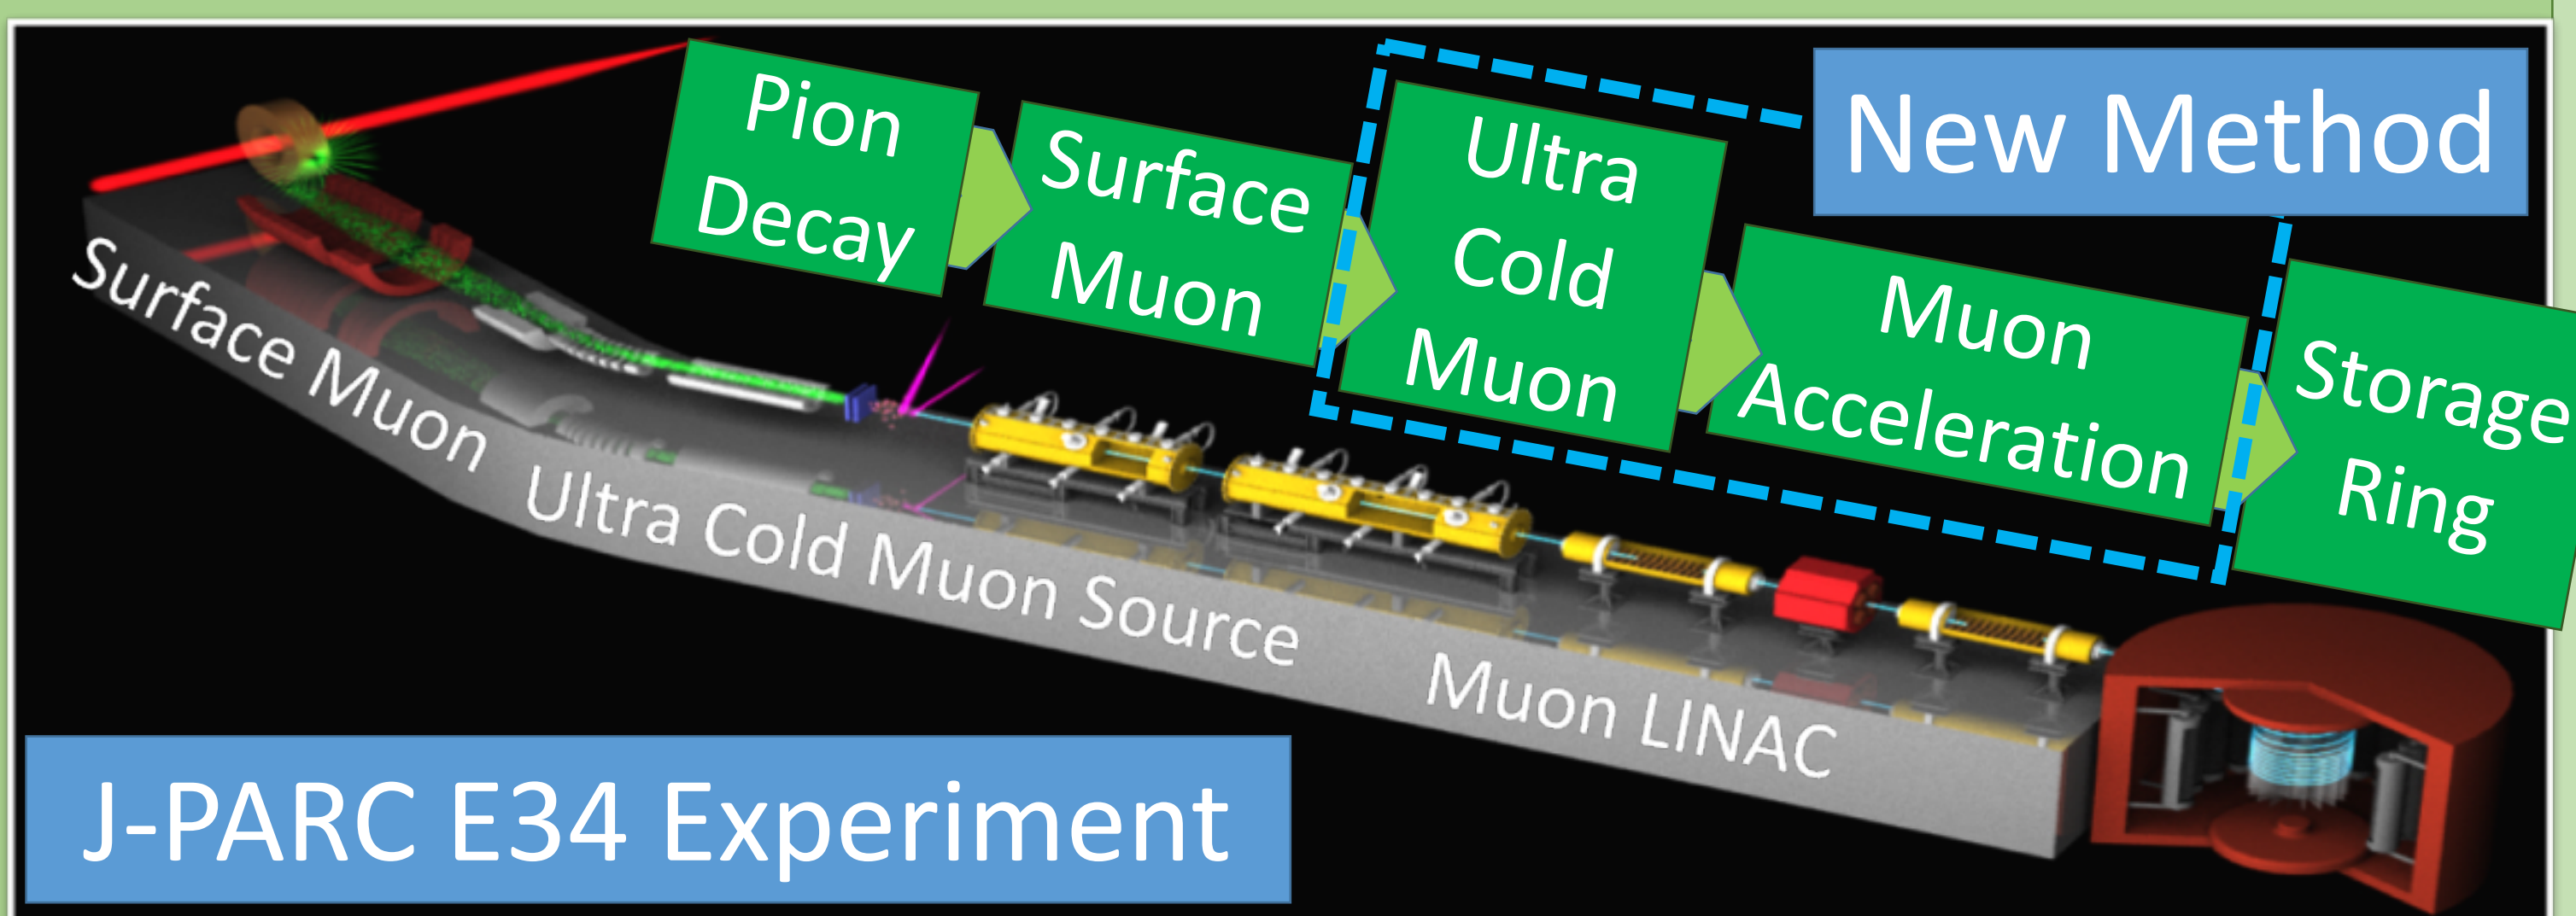 Pion
Decay
Surface
Muon
Ultra
Cold
Muon
New Method
Muon
Acceleration
Storage
Ring
Surface Muon
Ultra Cold Muon Source
Muon LINAC
J-PARC E34 Experiment